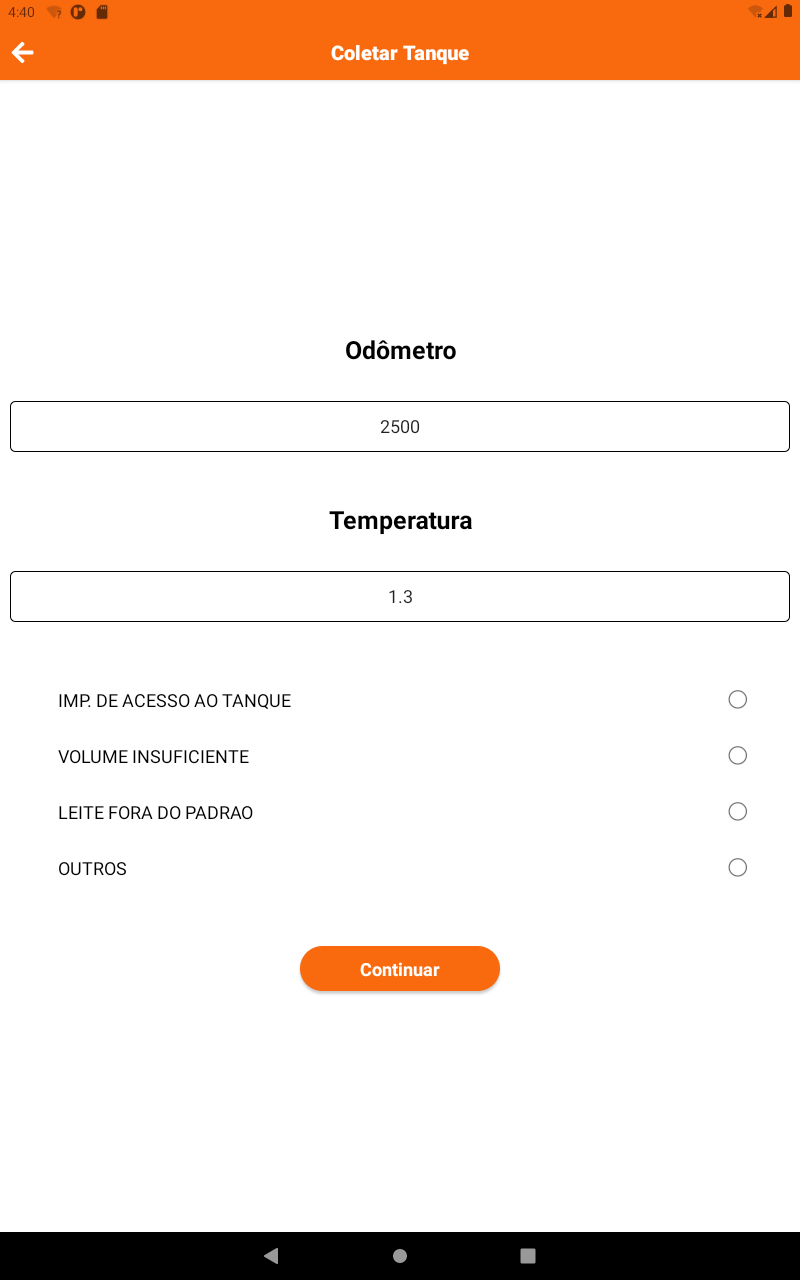 4:40
Coletar Tanque
Odômetro
2500
Temperatura
1.3
IMP. DE ACESSO AO TANQUE
VOLUME INSUFICIENTE
LEITE FORA DO PADRAO
OUTROS
Continuar